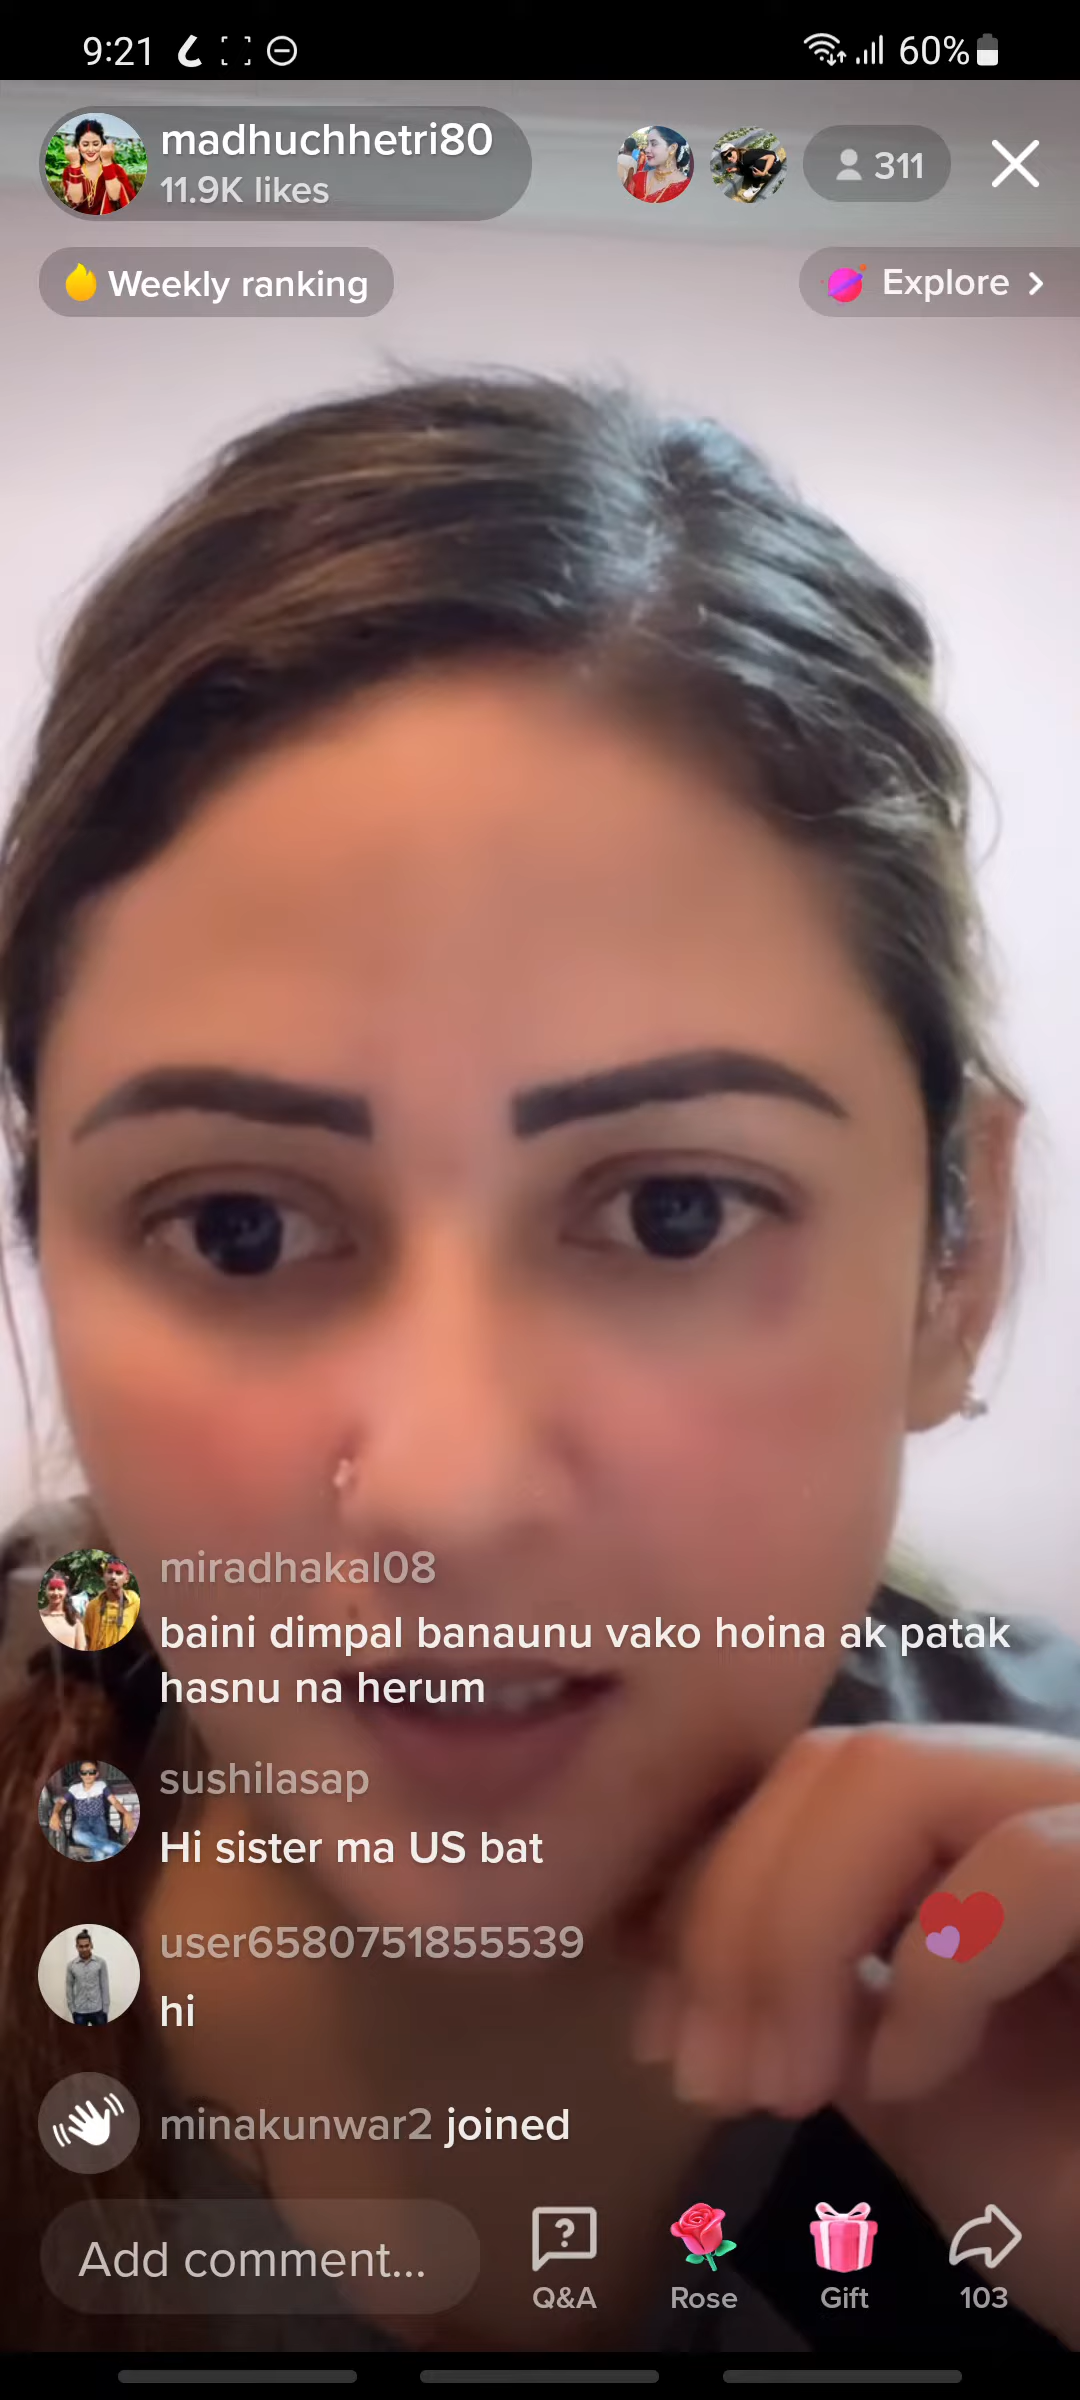 9:21
60%
madhuchhetri80
11.9K likes
311
Weekly ranking
Explore
miradhakal08
baini dimpal banaunu vako hoina ak patak
hasnu na herum
sushilasap
Hi sister ma US bat
user6580751855539
hi
minakunwar2 joined
Add comment...
Q&A
Rose
Gift
103